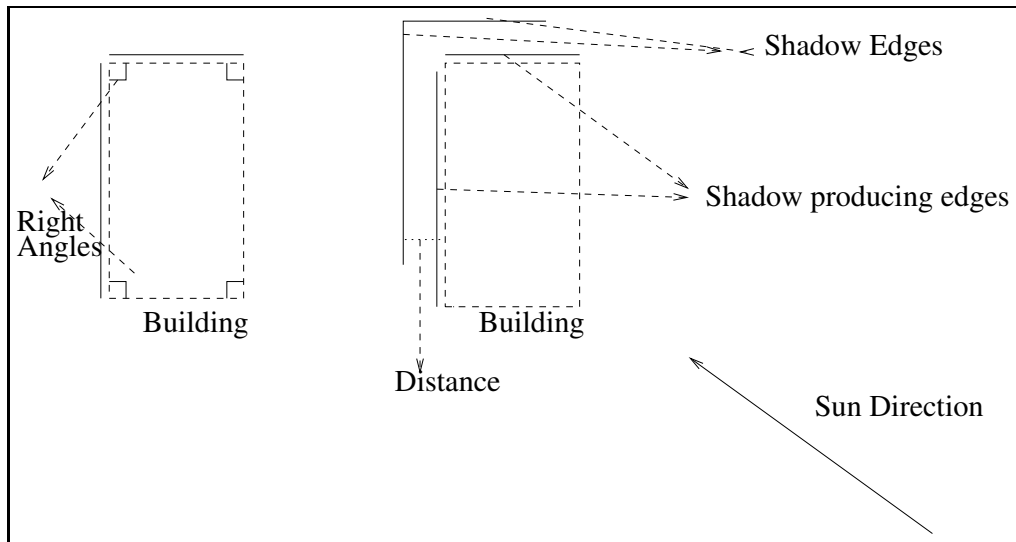 Shadow Edges
Shadow producing edges
Right
Angles
Building
Building
Distance
Sun Direction